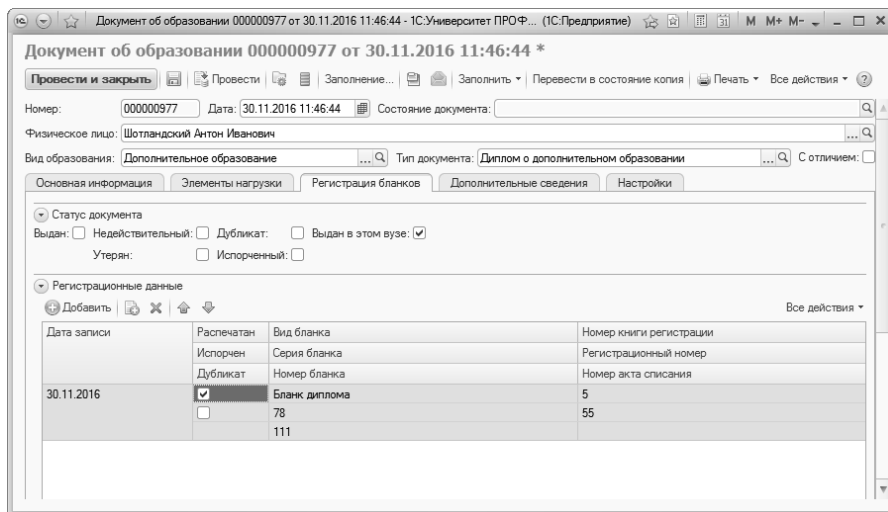 Документ об образовании 000000977 от 30.11.2016 11:46:44 - 1С:Университет ПРОФ... (1С:Предприятие) M M+ M-
Документ об образовании 000000977 от 30.11.2016 11:46:44 *
Провести и закрыть Провести Заполнение... Заполнить Перевести в состояние копия Печать Все действия
Номер: 000000977 Дата: 30.11.2016 11:46:44 Состояние документа:
Физическое лицо: Шотландский Антон Иванович ...
Вид образования: Дополнительное образование ... Тип документа: Диплом о дополнительном образовании ... С отличием:
Основная информация Элементы нагрузки Регистрация бланков Дополнительные сведения Настройки
Статус документа
Выдан: Недействительный: Дубликат: Выдан в этом вузе:
Утерян: Испорченный:
Регистрационные данные
Добавить Все действия
Дата записи Распечатан Вид бланка Номер книги регистрации
Испорчен Серия бланка Регистрационный номер
Дубликат Номер бланка Номер акта списания
30.11.2016 Бланк диплома 5
78 55
111